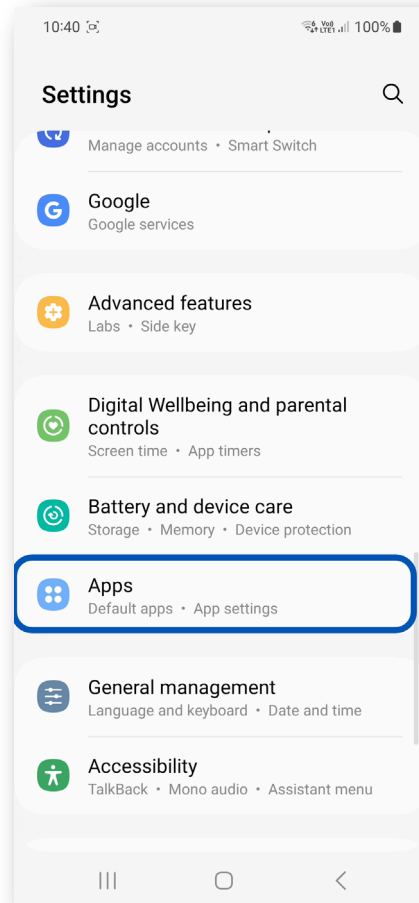 10:40 100%
Settings
Manage accounts • Smart Switch
Google
Google services
Advanced features
Labs • Side key
Digital Wellbeing and parental
controls
Screen time • App timers
Battery and device care
Storage • Memory • Device protection
Apps
Default apps • App settings
General management
Language and keyboard • Date and time
Accessibility
TalkBack • Mono audio • Assistant menu